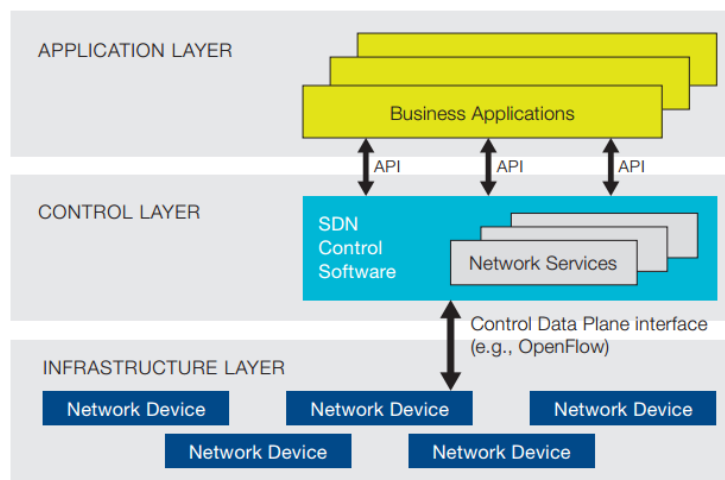 APPLICATION LAYER
Business Applications
API
API
API
CONTROL LAYER
SDN
Control
Software
Network Services
Control Data Plane interface
(e.g., OpenFlow)
INFRASTRUCTURE LAYER
Network Device
Network Device
Network Device
Network Device
Network Device